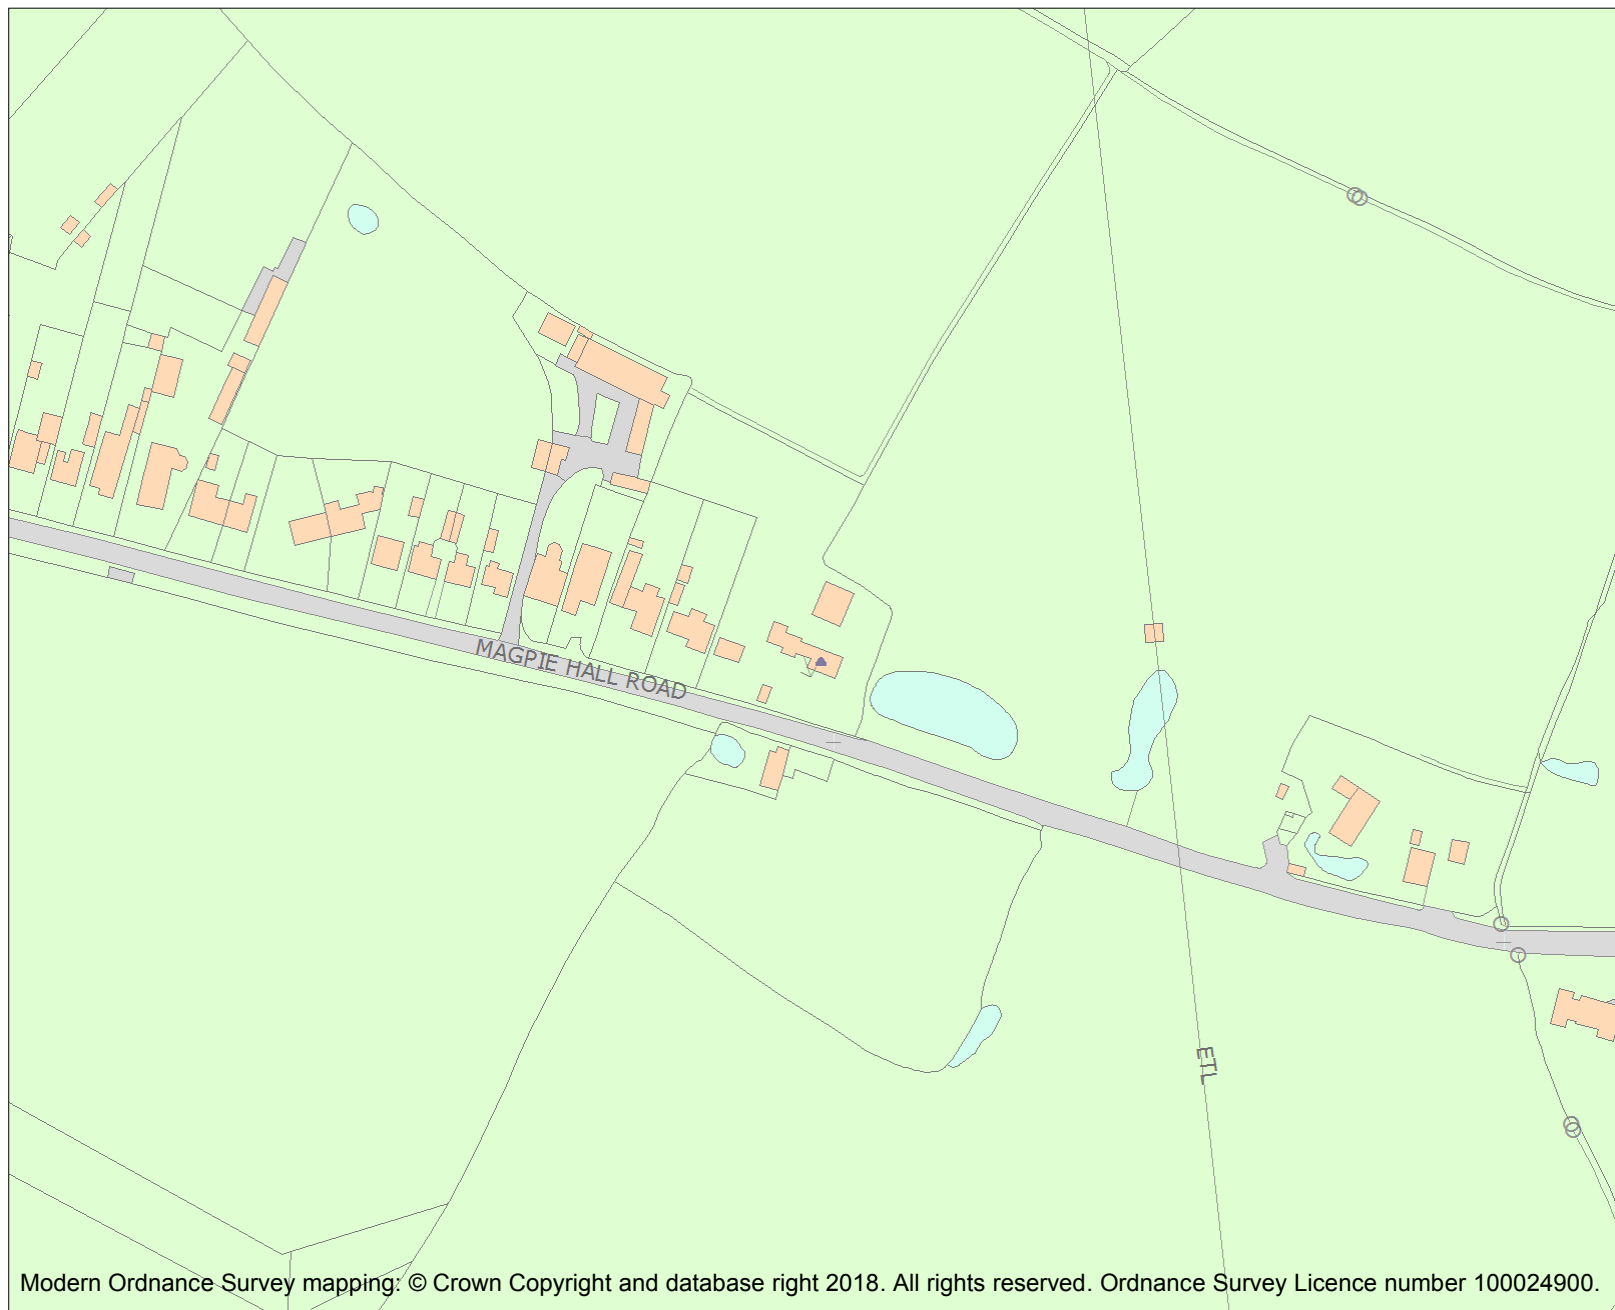 MAGPIE HALL ROAD
ETL
Modern Ordnance Survey mapping: © Crown Copyright and database right 2018. All rights reserved. Ordnance Survey Licence number 100024900.